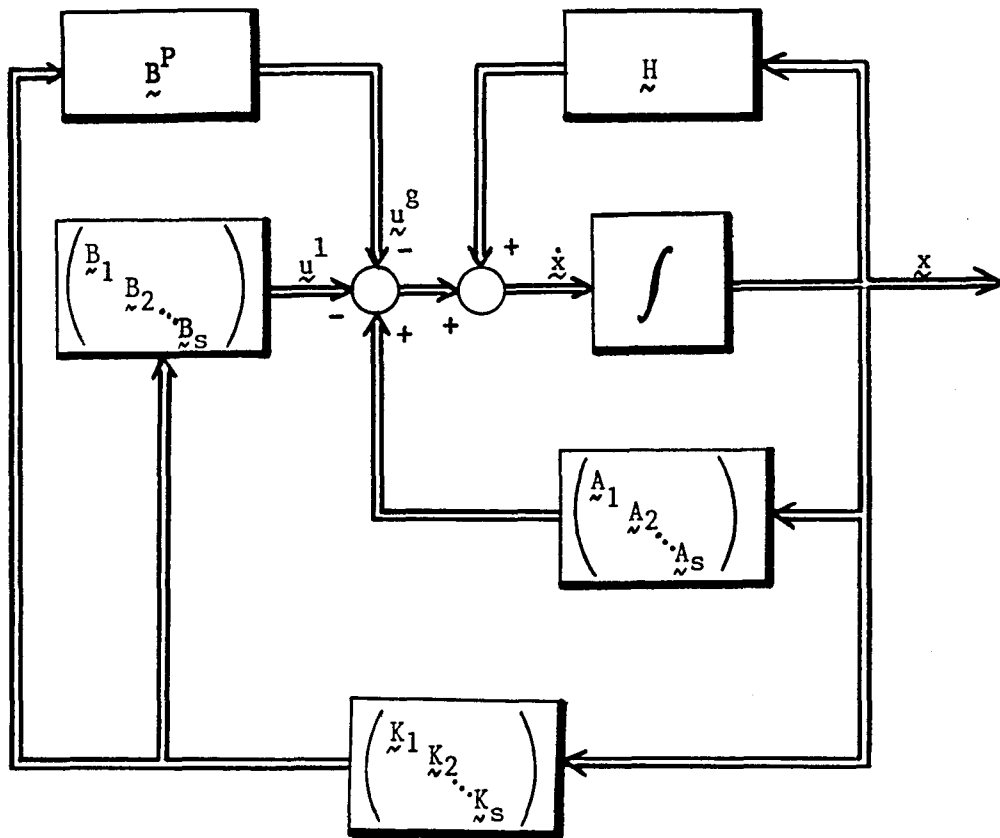 B^P
H
u^g
-
+
B_1
B_2
⋱
B_s
u^1
-
+
+
ẋ
∫
x
A_1
A_2
⋱
A_s
K_1
K_2
⋱
K_s